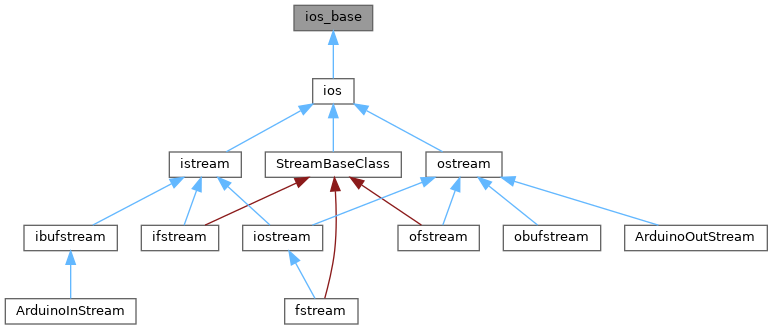 ios_base
ios
istream
StreamBaseClass
ostream
ibufstream
ifstream
iostream
ofstream
obufstream
ArduinoOutStream
ArduinoInStream
fstream